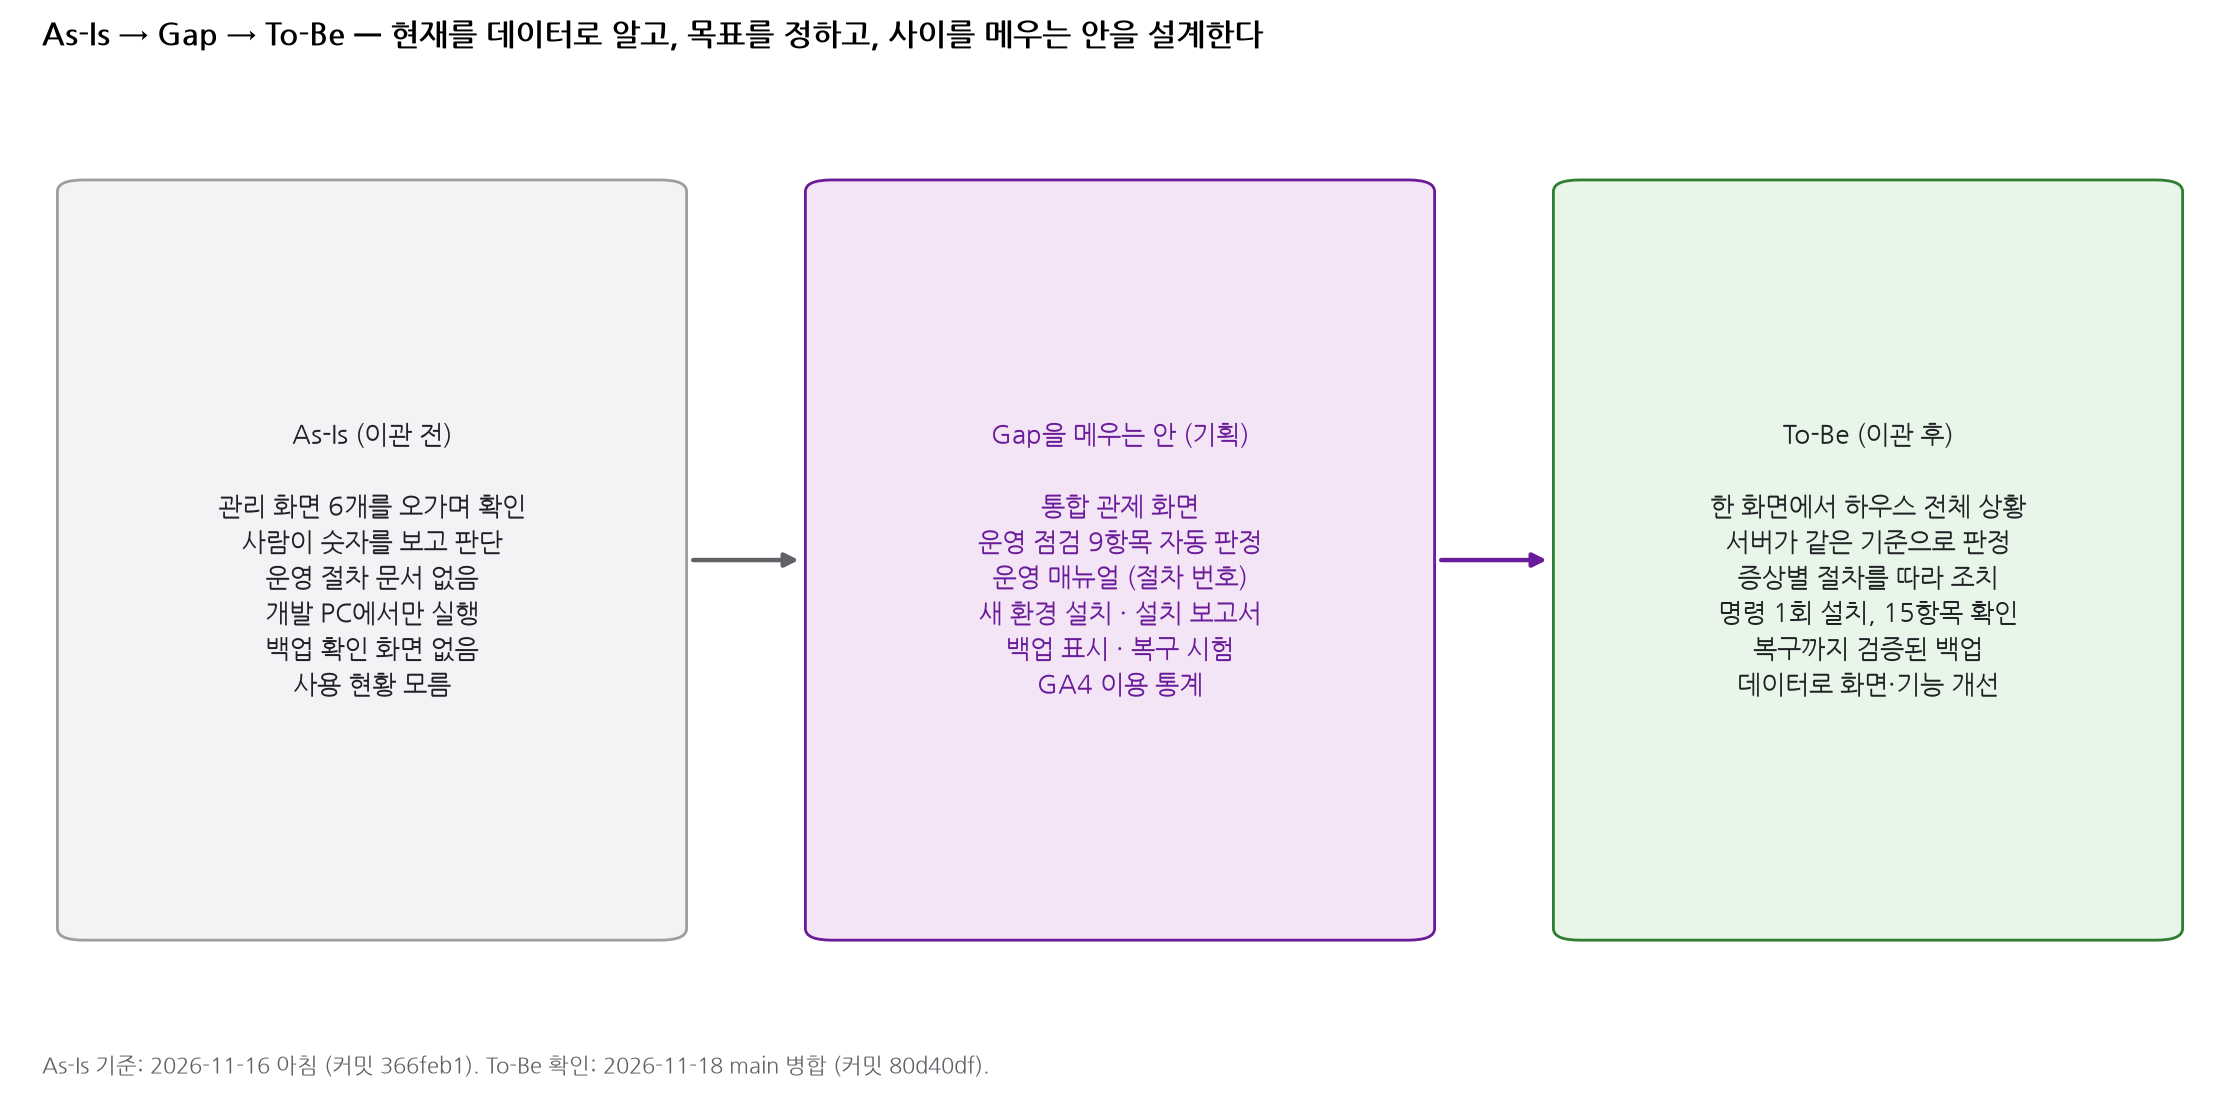 As-Is → Gap → To-Be — 현재를 데이터로 알고, 목표를 정하고, 사이를 메우는 안을 설계한다
As-Is (이관 전)
관리 화면 6개를 오가며 확인
사람이 숫자를 보고 판단
운영 절차 문서 없음
개발 PC에서만 실행
백업 확인 화면 없음
사용 현황 모름
Gap을 메우는 안 (기획)
통합 관제 화면
운영 점검 9항목 자동 판정
운영 매뉴얼 (절차 번호)
새 환경 설치 · 설치 보고서
백업 표시 · 복구 시험
GA4 이용 통계
To-Be (이관 후)
한 화면에서 하우스 전체 상황
서버가 같은 기준으로 판정
증상별 절차를 따라 조치
명령 1회 설치, 15항목 확인
복구까지 검증된 백업
데이터로 화면·기능 개선
As-Is 기준: 2026-11-16 아침 (커밋 366feb1). To-Be 확인: 2026-11-18 main 병합 (커밋 80d40df).